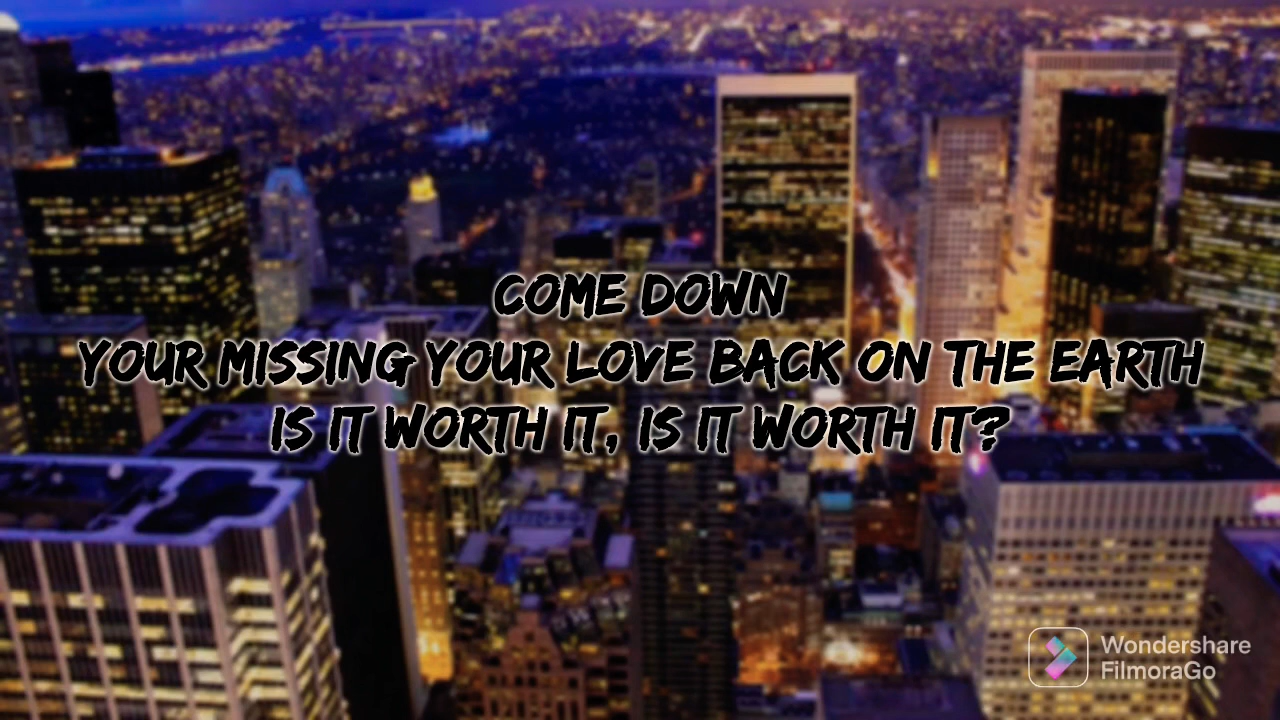 COME DOWN
YOUR MISSING YOUR LOVE BACK ON THE EARTH
IS IT WORTH IT, IS IT WORTH IT?
Wondershare
FilmoraGo